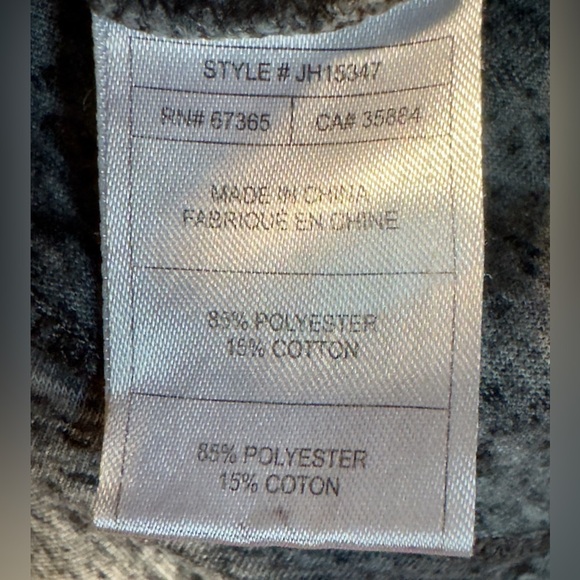 STYLE # JH15347
RN# 67365 CA# 35884
MADE IN CHINA
FABRIQUÉ EN CHINE
85% POLYESTER
15% COTTON
85% POLYESTER
15% COTON